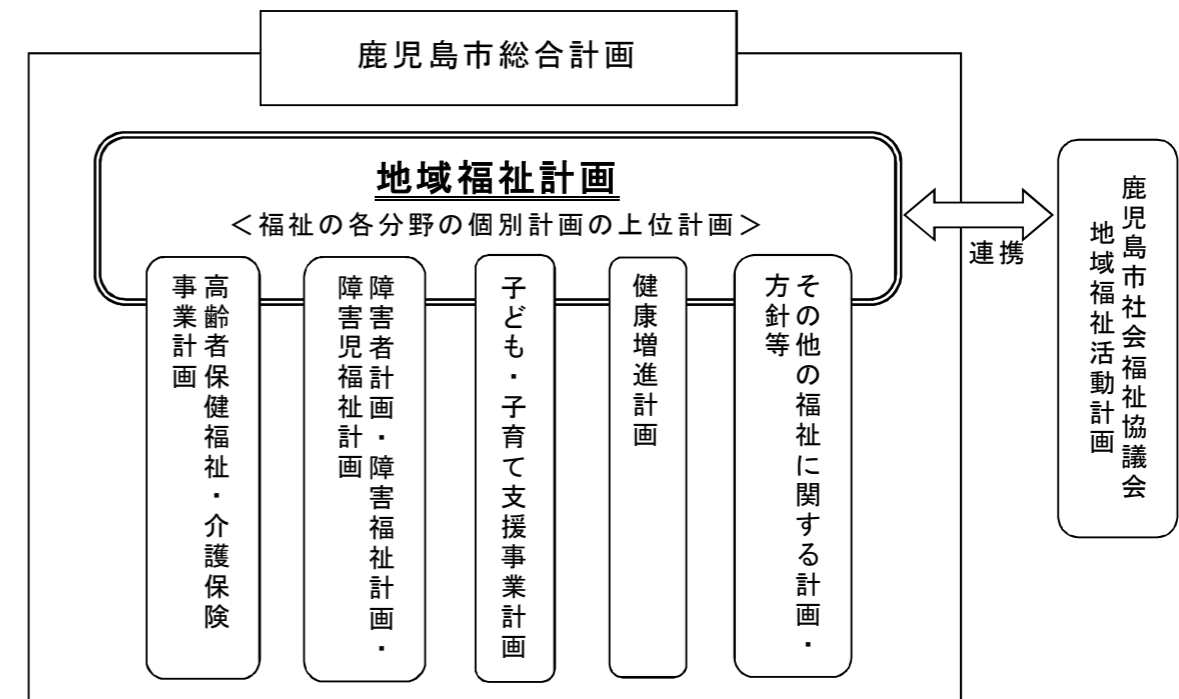 鹿児島市総合計画
地域福祉計画
＜福祉の各分野の個別計画の上位計画＞
高齢者保健福祉・介護保険
事業計画
障害者計画・障害福祉計画・
障害児福祉計画
子ども・子育て支援事業計画
健康増進計画
その他の福祉に関する計画・
方針等
連携
鹿児島市社会福祉協議会
地域福祉活動計画